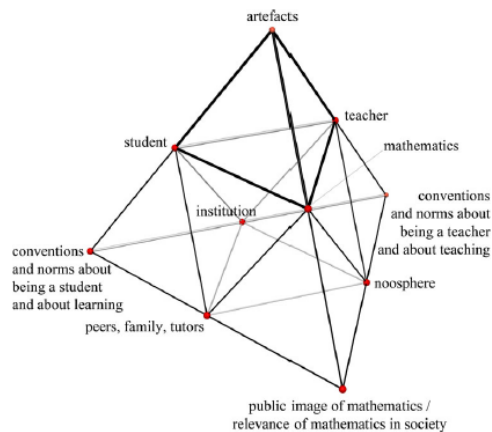 artefacts
teacher
student
mathematics
institution
conventions
and norms about
being a teacher
and about teaching
conventions
and norms about
being a student
and about learning
noosphere
peers, family, tutors
public image of mathematics /
relevance of mathematics in society